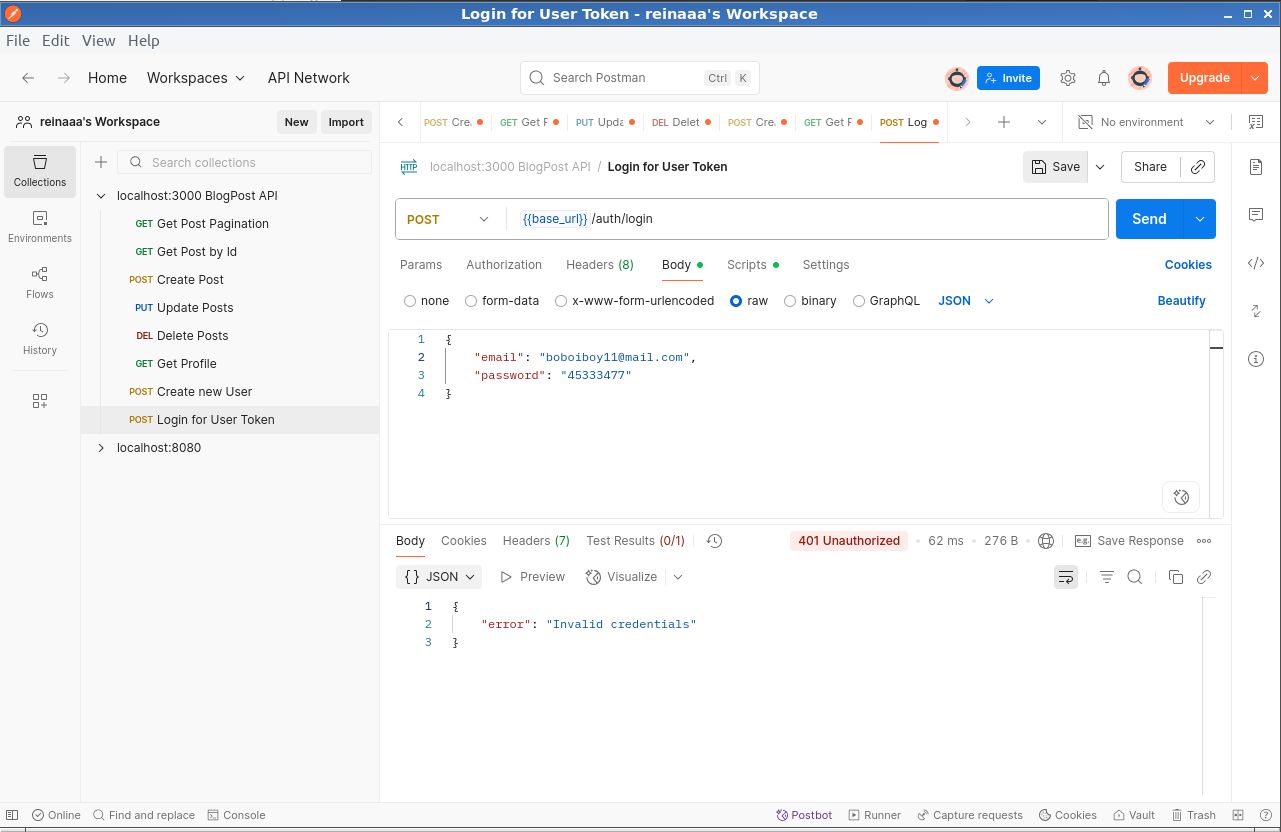 Login for User Token - reinaaa's Workspace
File Edit View Help
Home Workspaces API Network Search Postman Ctrl K Invite Upgrade
reinaaa's Workspace New Import
POST Cre GET Get F PUT Upda DEL Delet POST Cre GET Get F POST Log No environment
Collections
Environments
Flows
History
Search collections
localhost:3000 BlogPost API
GET Get Post Pagination
GET Get Post by Id
POST Create Post
PUT Update Posts
DEL Delete Posts
GET Get Profile
POST Create new User
POST Login for User Token
localhost:8080
HTTP localhost:3000 BlogPost API / Login for User Token Save Share
POST {{base_url}} /auth/login Send
Params Authorization Headers (8) Body Scripts Settings Cookies
none form-data x-www-form-urlencoded raw binary GraphQL JSON Beautify
1 {
2 "email": "boboiboy11@mail.com",
3 "password": "45333477"
4 }
Body Cookies Headers (7) Test Results (0/1) 401 Unauthorized • 62 ms • 276 B e.g. Save Response
{} JSON Preview Visualize
1 {
2 "error": "Invalid credentials"
3 }
Online Find and replace Console Postbot Runner Capture requests Cookies Vault Trash